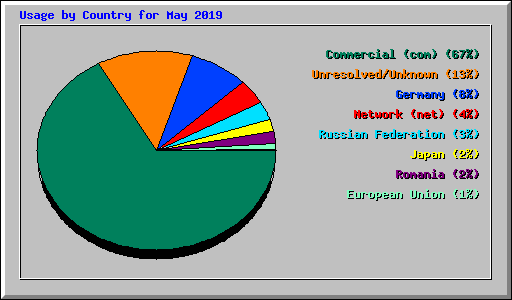 Usage by Country for May 2019
Commercial (com) (67%)
Unresolved/Unknown (13%)
Germany (8%)
Network (net) (4%)
Russian Federation (3%)
Japan (2%)
Romania (2%)
European Union (1%)